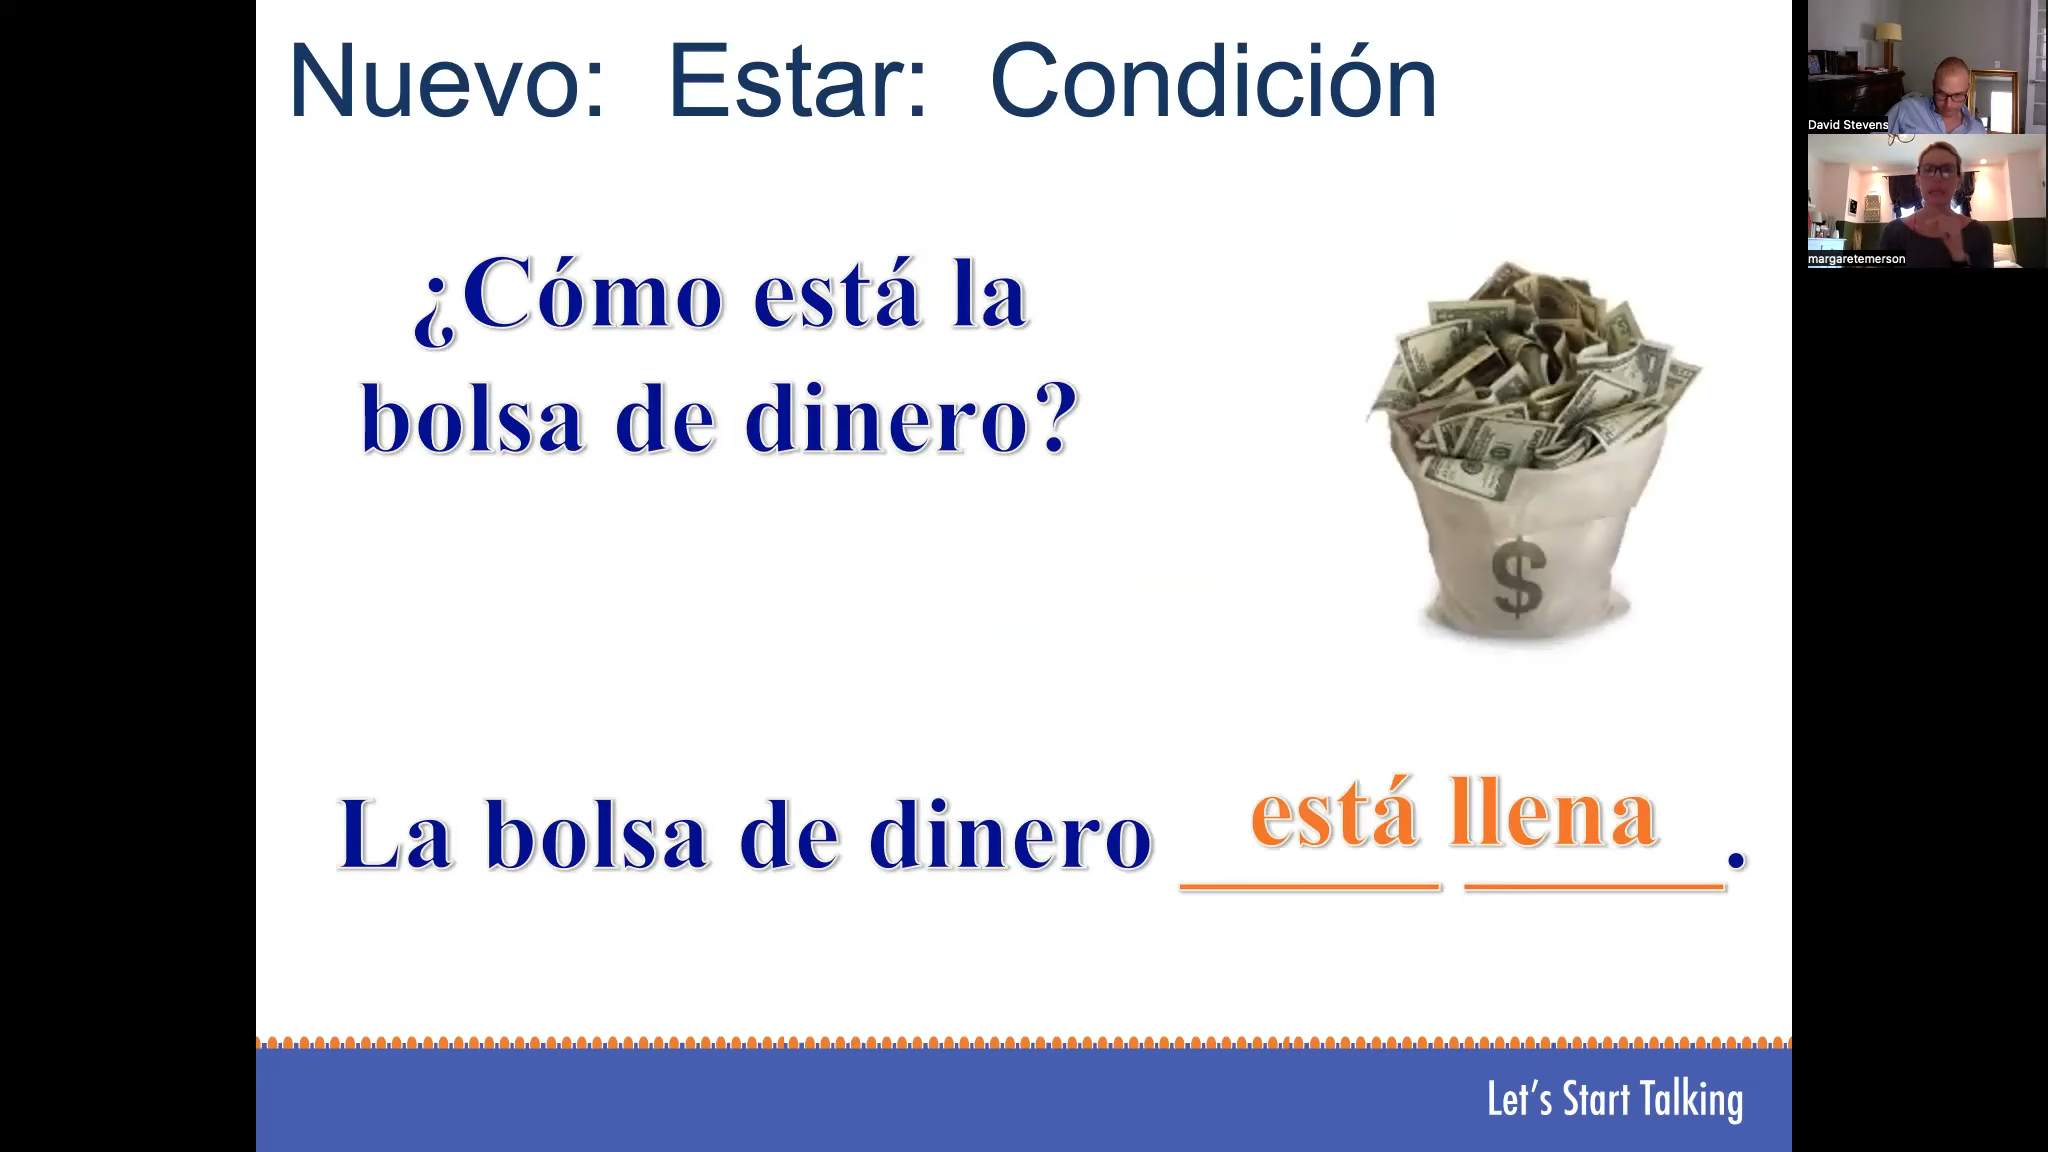 Nuevo: Estar: Condición
¿Cómo está la
bolsa de dinero?
$
La bolsa de dinero está llena.
Let's Start Talking
David Stevens
margaretemerson